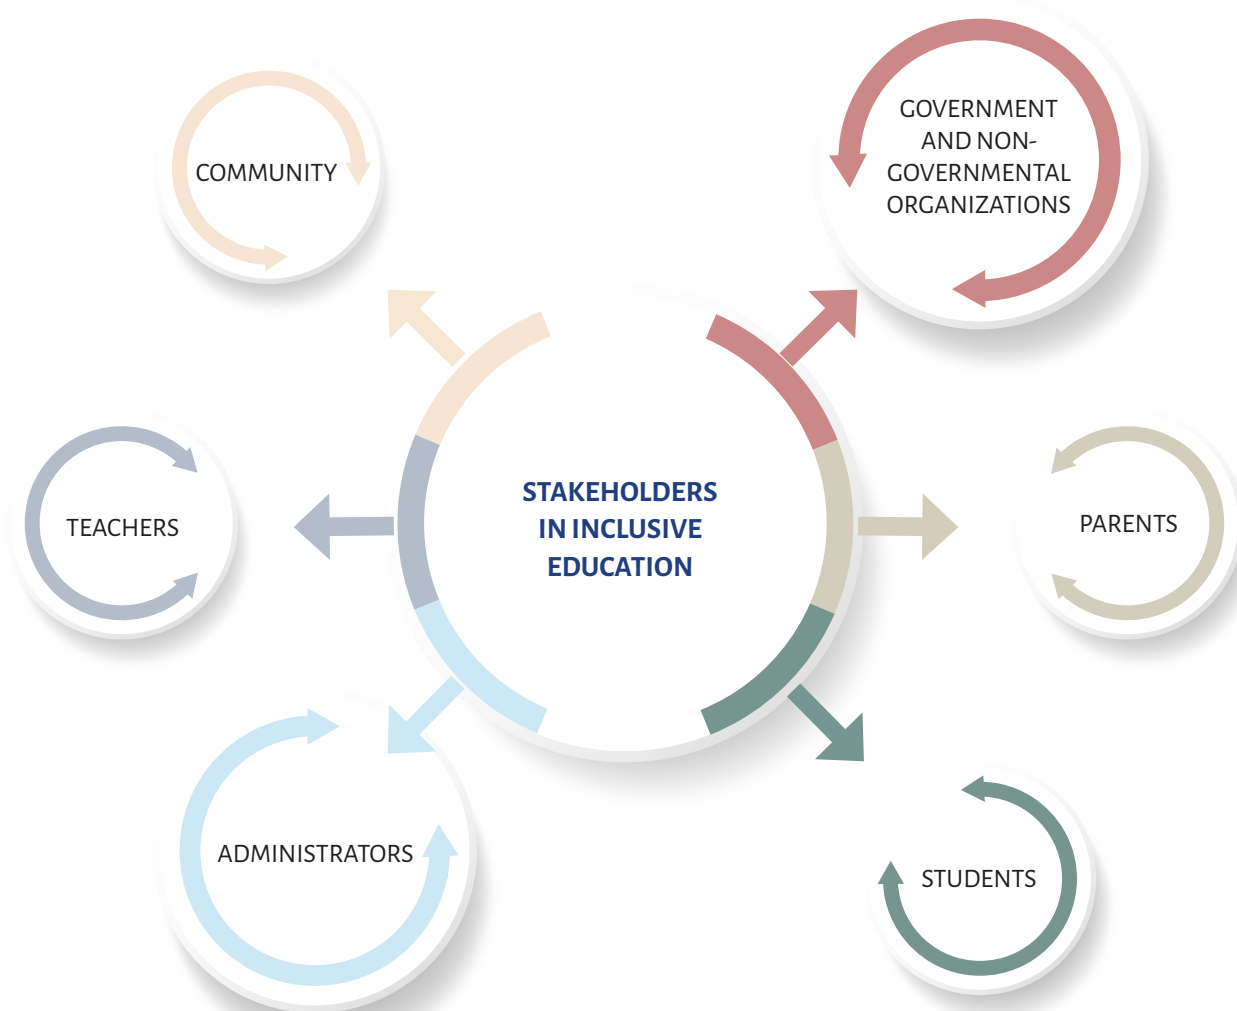 COMMUNITY
GOVERNMENT
AND NON-
GOVERNMENTAL
ORGANIZATIONS
STAKEHOLDERS
IN INCLUSIVE
EDUCATION
TEACHERS
PARENTS
ADMINISTRATORS
STUDENTS